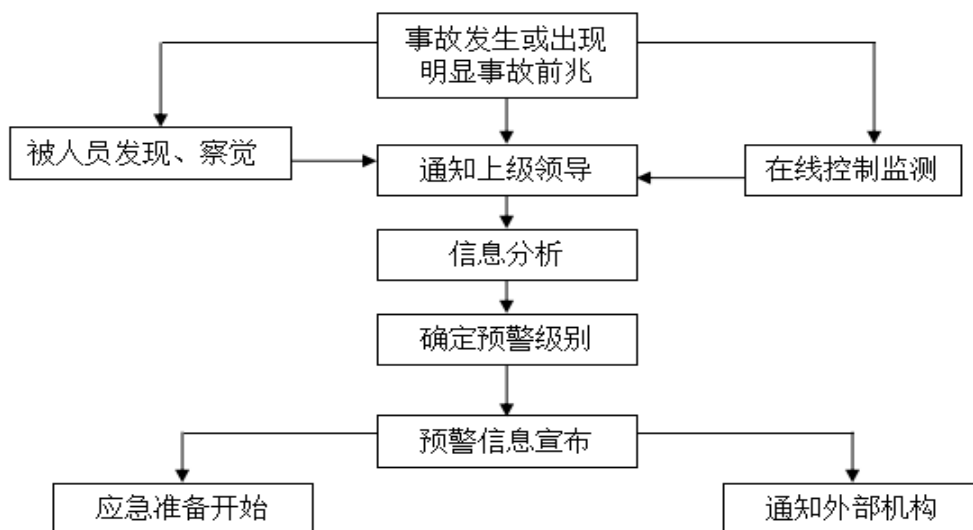 事故发生或出现
明显事故前兆
被人员发现、察觉
通知上级领导
在线控制监测
信息分析
确定预警级别
预警信息宣布
应急准备开始
通知外部机构